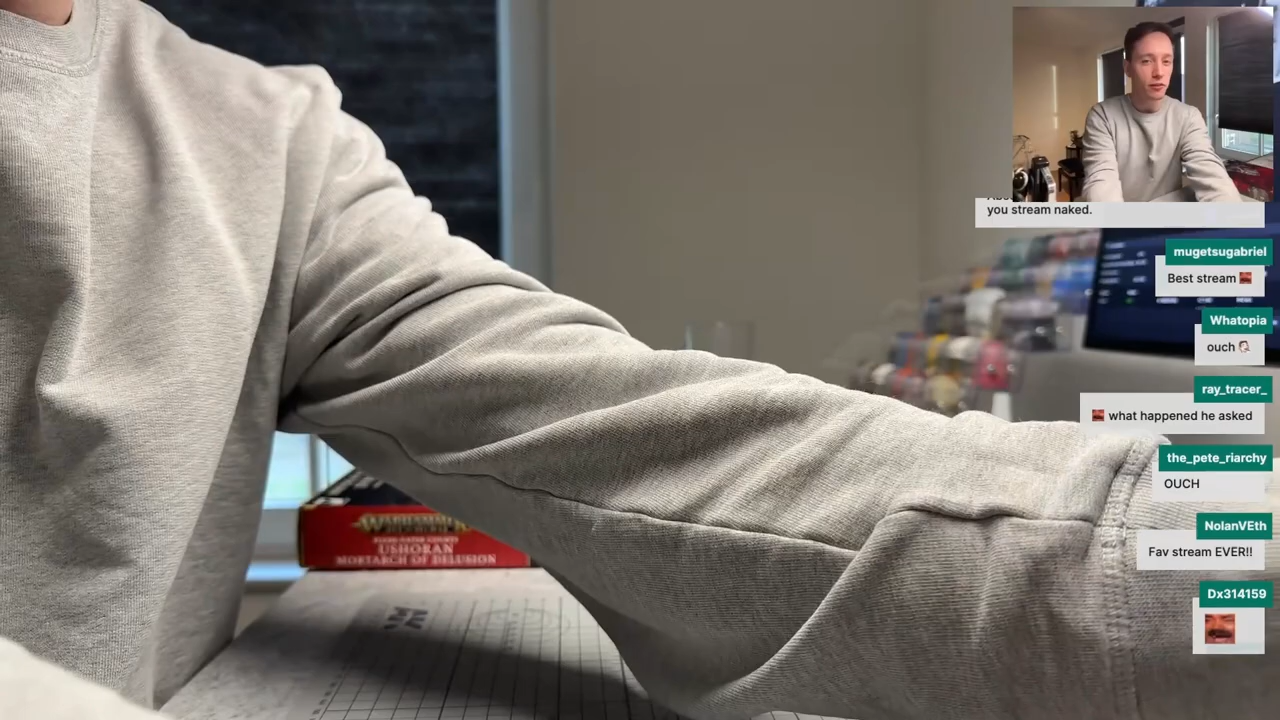 you stream naked.
mugetsugabriel
Best stream
Whatopia
ouch
ray_tracer_
what happened he asked
the_pete_riarchy
OUCH
NolanVEth
Fav stream EVER!!
Dx314159
WARHAMMER
USHORAN
MORTARCH OF DELUSION